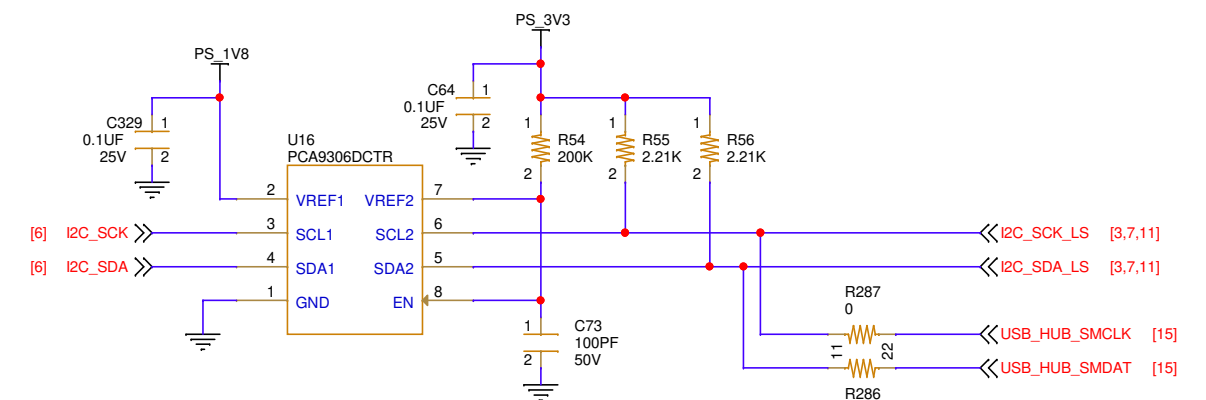 PS_3V3
PS_1V8
C64
1
0.1UF
25V
2
C329
1
0.1UF
25V
2
1
R54
200K
2
1
R55
2.21K
2
1
R56
2.21K
2
U16
PCA9306DCTR
2
VREF1
VREF2
7
[6]
I2C_SCK
3
SCL1
SCL2
6
I2C_SCK_LS
[3,7,11]
[6]
I2C_SDA
4
SDA1
SDA2
5
I2C_SDA_LS
[3,7,11]
1
GND
EN
8
R287
0
1
C73
100PF
2
50V
USB_HUB_SMCLK
[15]
11
22
USB_HUB_SMDAT
[15]
R286